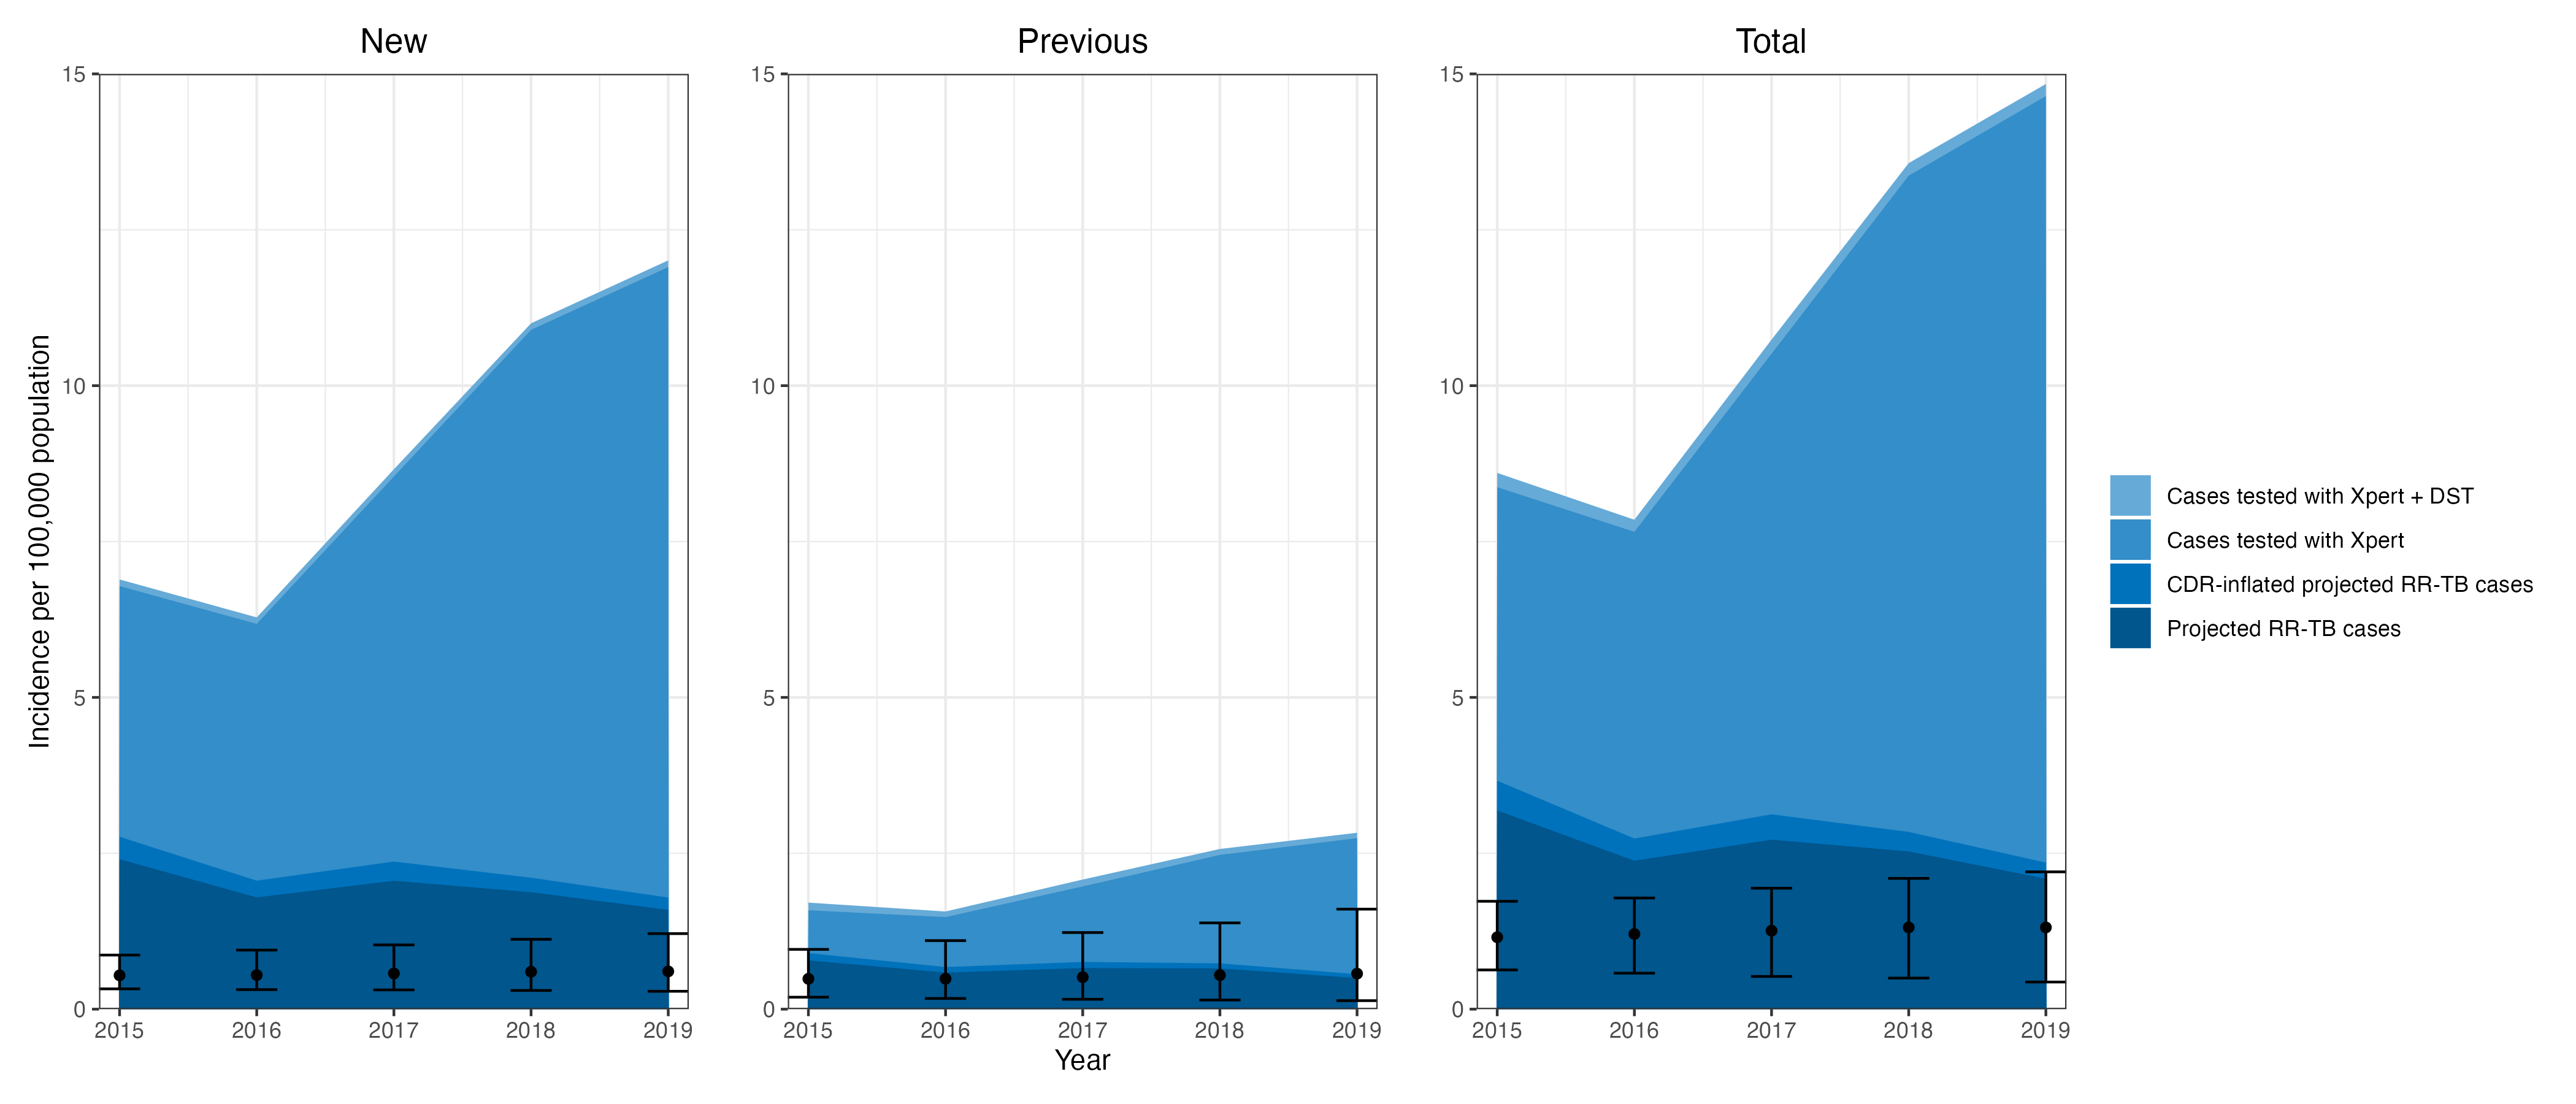 New
Previous
Total
Incidence per 100,000 population
15
10
5
0
2015 2016 2017 2018 2019
15
10
5
0
2015 2016 2017 2018 2019
15
10
5
0
2015 2016 2017 2018 2019
Year
Cases tested with Xpert + DST
Cases tested with Xpert
CDR-inflated projected RR-TB cases
Projected RR-TB cases